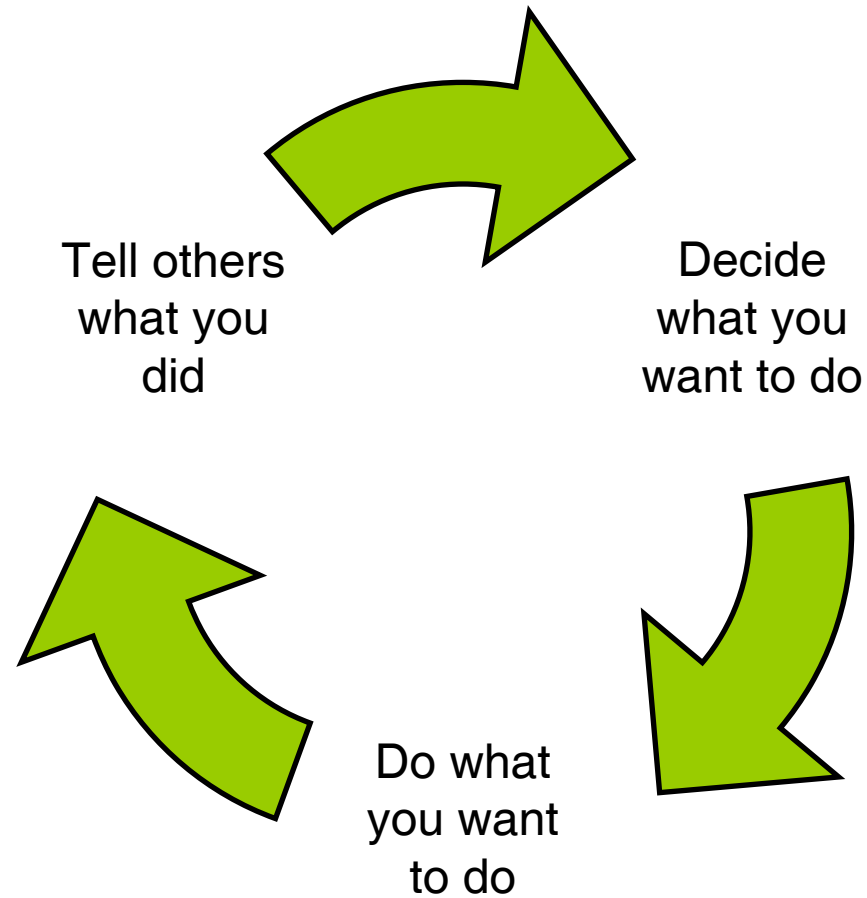 Tell others
what you
did
Decide
what you
want to do
Do what
you want
to do